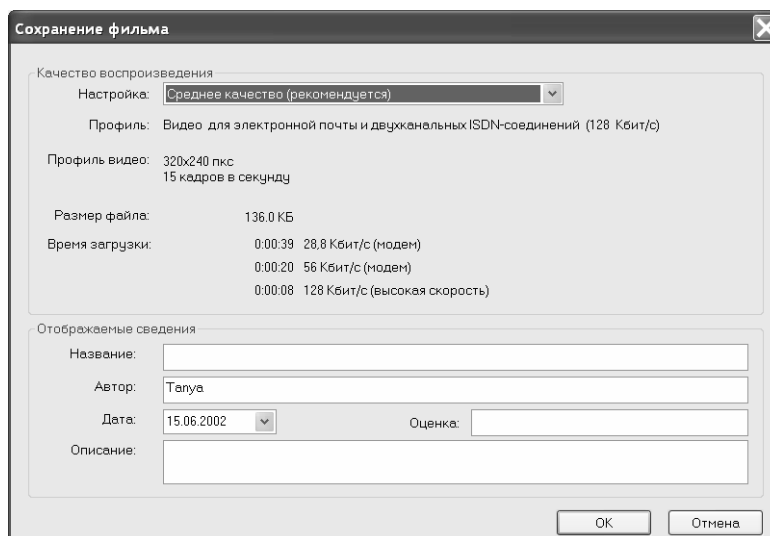 Сохранение фильма
Качество воспроизведения
Настройка: Среднее качество (рекомендуется)
Профиль: Видео для электронной почты и двухканальных ISDN-соединений (128 Кбит/с)
Профиль видео: 320x240 пкс
15 кадров в секунду
Размер файла: 136.0 КБ
Время загрузки: 0:00:39 28,8 Кбит/с (модем)
0:00:20 56 Кбит/с (модем)
0:00:08 128 Кбит/с (высокая скорость)
Отображаемые сведения
Название:
Автор: Tanya
Дата: 15.06.2002 Оценка:
Описание:
OK Отмена